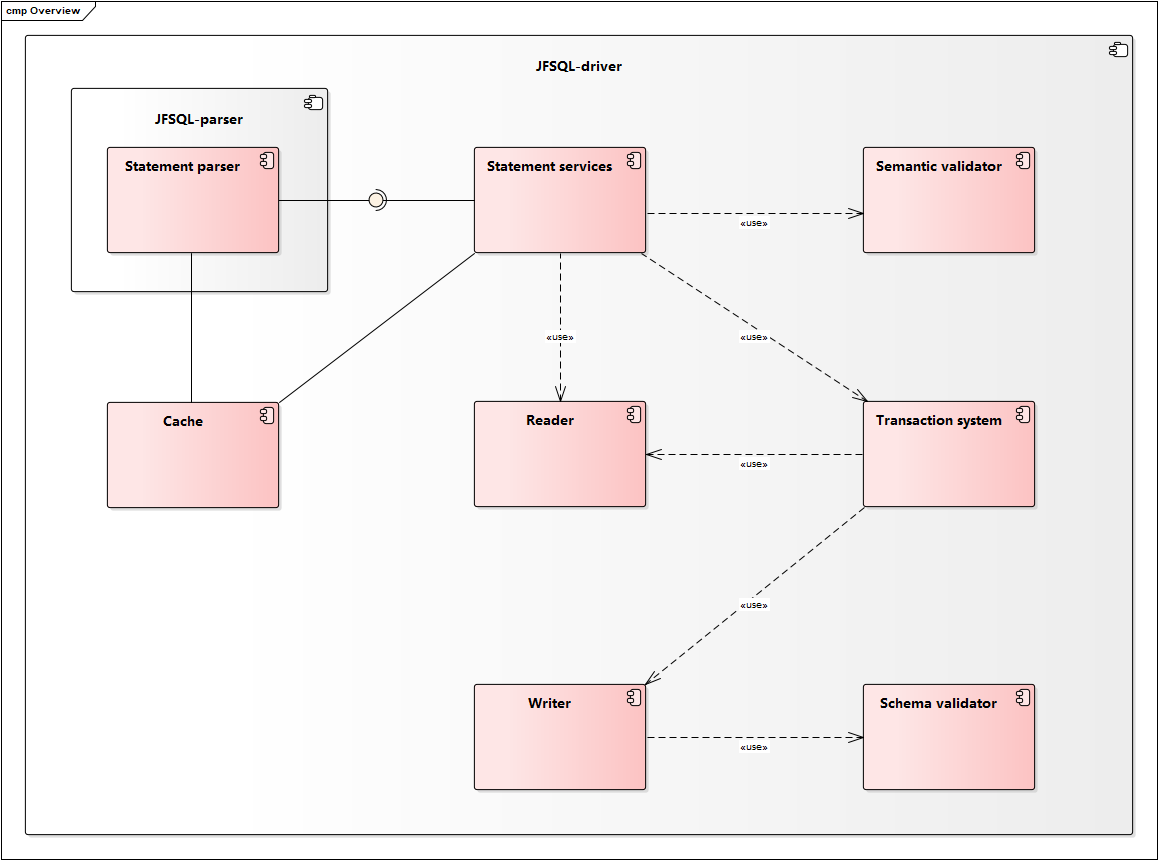 cmp Overview
JFSQL-driver
JFSQL-parser
Statement parser
Statement services
Semantic validator
«use»
«use»
«use»
Cache
Reader
Transaction system
«use»
«use»
Writer
Schema validator
«use»